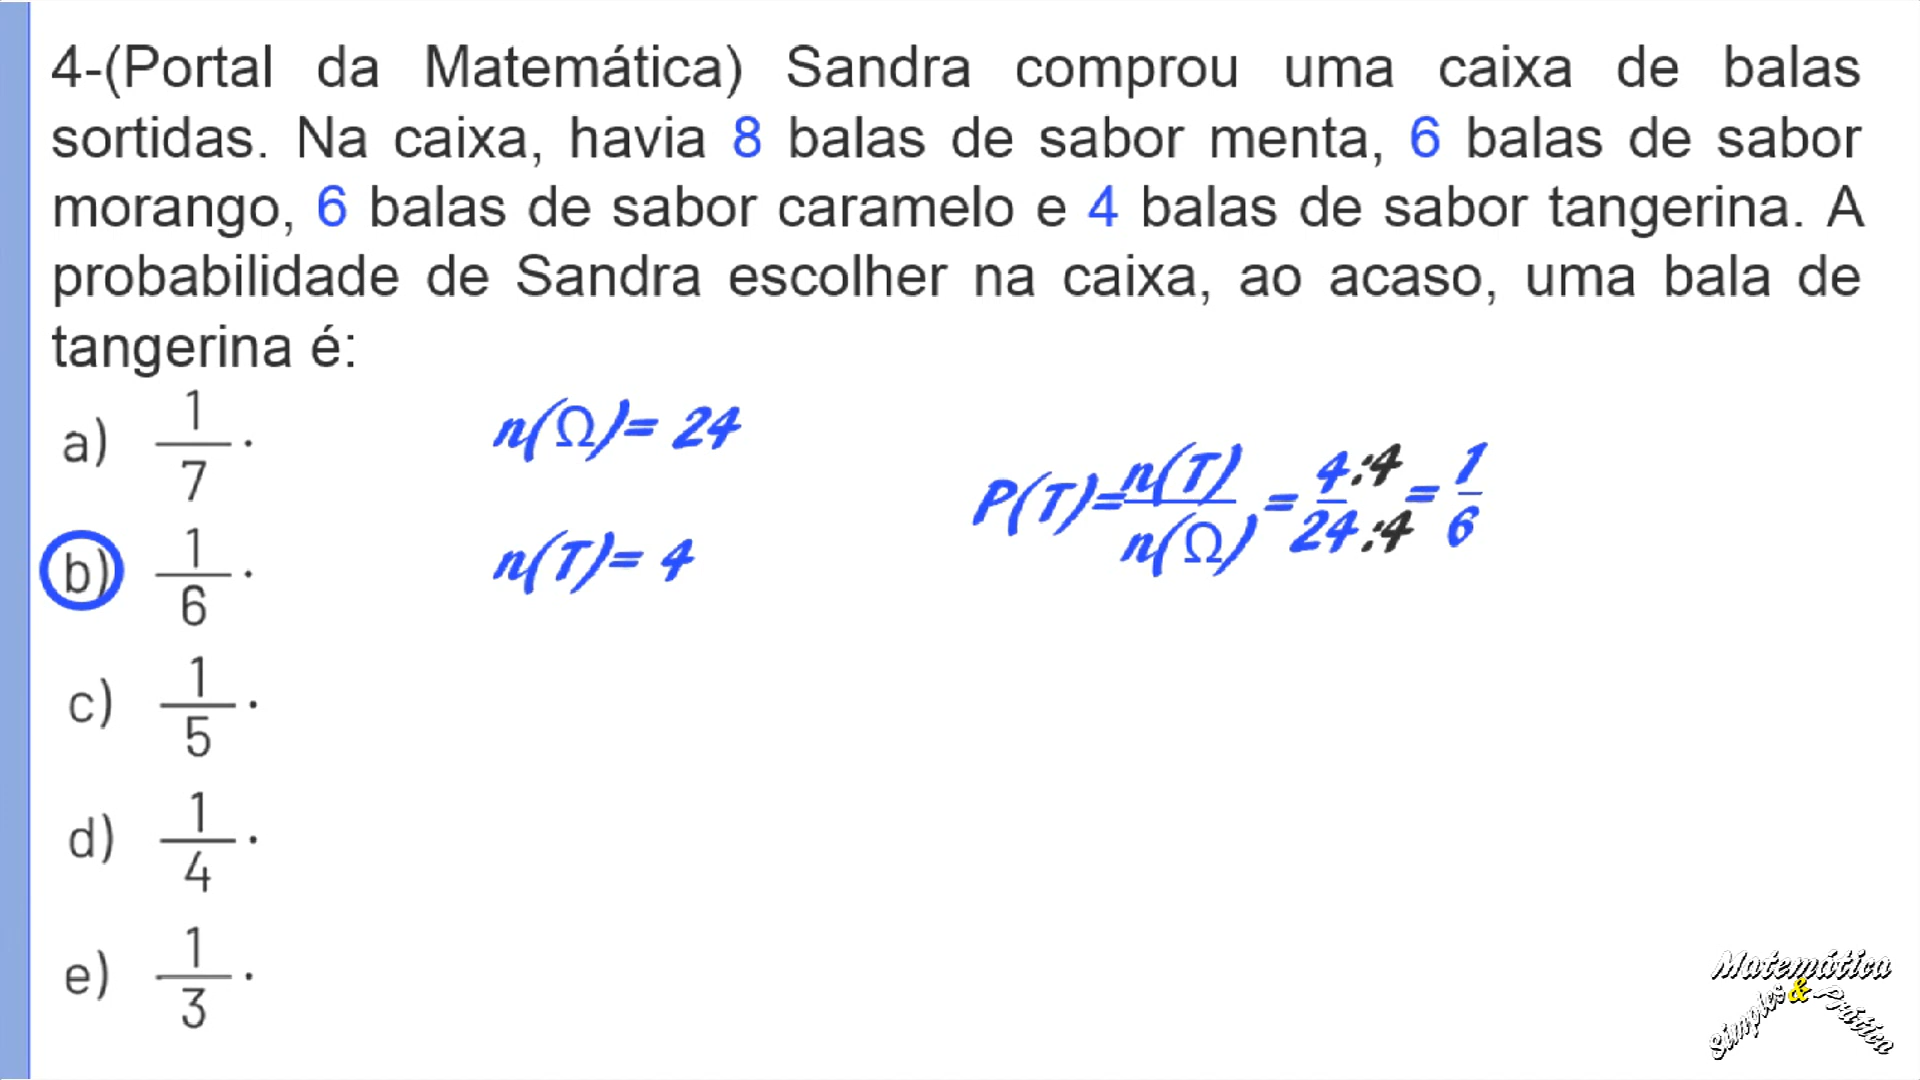 4-(Portal da Matemática) Sandra comprou uma caixa de balas
sortidas. Na caixa, havia 8 balas de sabor menta, 6 balas de sabor
morango, 6 balas de sabor caramelo e 4 balas de sabor tangerina. A
probabilidade de Sandra escolher na caixa, ao acaso, uma bala de
tangerina é:
a) 1/7.
b) 1/6.
c) 1/5.
d) 1/4.
e) 1/3.
n(Ω)= 24
n(T)= 4
P(T)= n(T)/n(Ω) = 4:4/24:4 = 1/6
Matemática
Simples & Prática